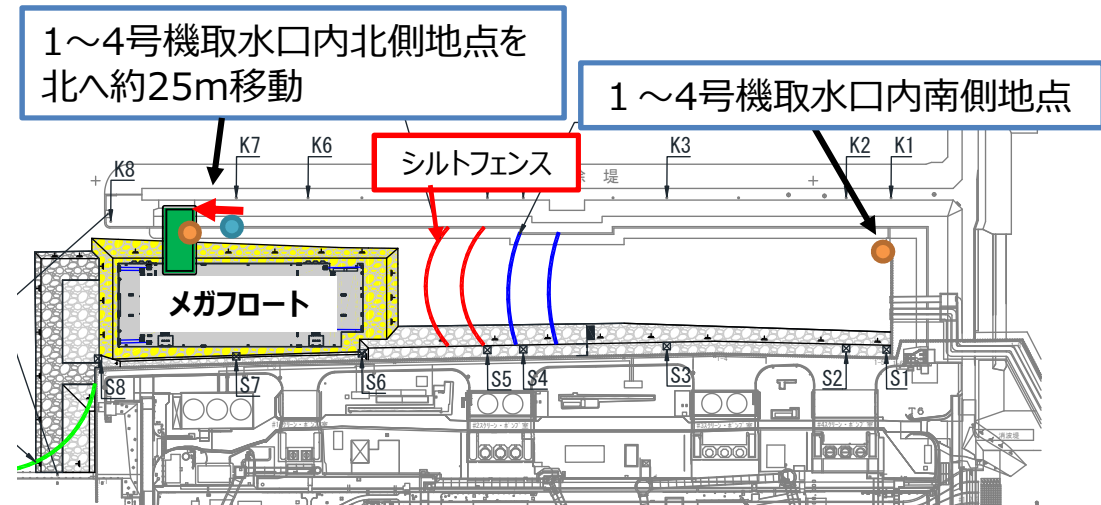 1～4号機取水口内北側地点を
北へ約25m移動
１～4号機取水口内南側地点
シルトフェンス
堤
K8
K7
K6
K3
K2
K1
メガフロート
S8
S7
S6
S5
S4
S3
S2
S1